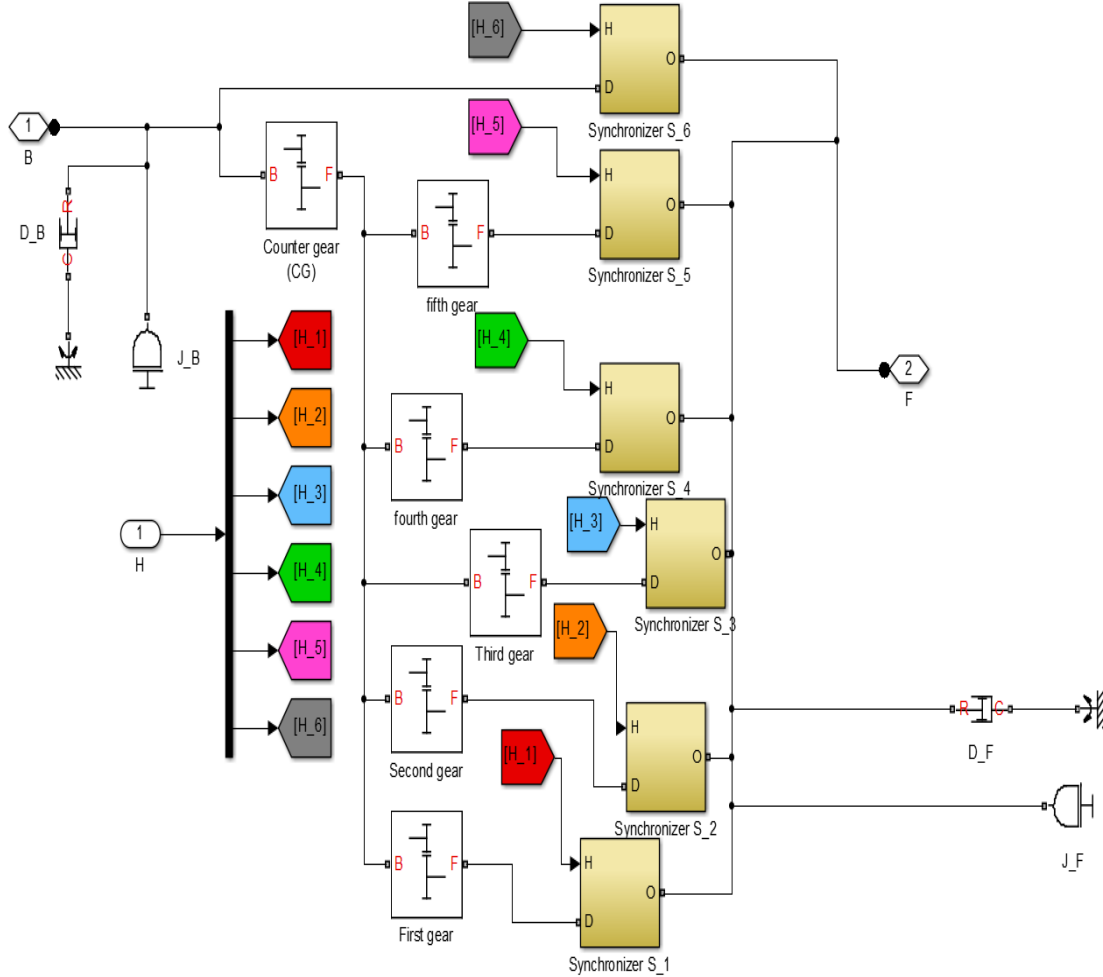 [H_6]
H
O
D
Synchronizer S_6
1
B
[H_5]
H
O
D
Synchronizer S_5
B
F
Counter gear
(CG)
B
F
fifth gear
R
D_B
C
J_B
[H_1]
[H_2]
[H_3]
[H_4]
[H_5]
[H_6]
1
H
[H_4]
H
O
D
Synchronizer S_4
2
F
B
F
fourth gear
[H_3]
H
O
D
Synchronizer S_3
B
F
Third gear
[H_2]
H
O
D
Synchronizer S_2
B
F
Second gear
[H_1]
H
O
D
Synchronizer S_1
B
F
First gear
R
C
D_F
J_F